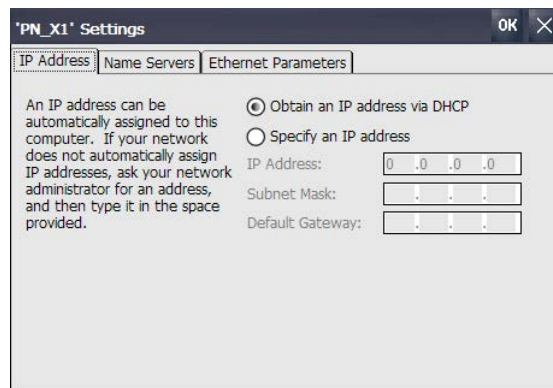 'PN_X1' Settings OK
IP Address Name Servers Ethernet Parameters
An IP address can be
automatically assigned to this
computer. If your network
does not automatically assign
IP addresses, ask your network
administrator for an address,
and then type it in the space
provided.
Obtain an IP address via DHCP
Specify an IP address
IP Address: 0 .0 .0 .0
Subnet Mask: . . .
Default Gateway: . . .